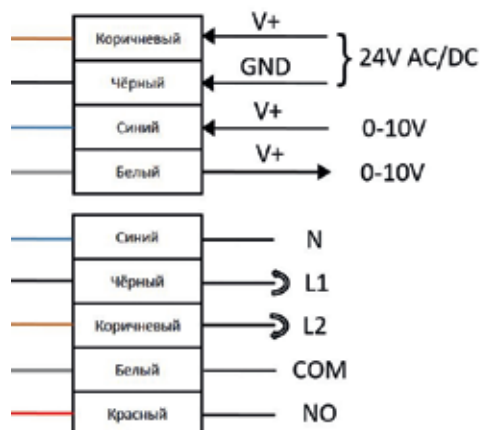 Коричневый V+
Чёрный GND 24V AC/DC
Синий V+ 0-10V
Белый V+ 0-10V
Синий N
Чёрный L1
Коричневый L2
Белый COM
Красный NO